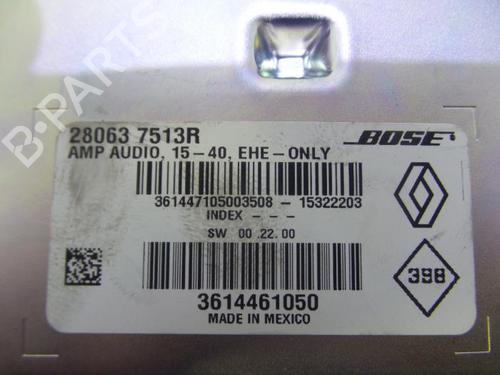 28063 7513R
BOSE
AMP AUDIO, 15-40, EHE-ONLY
361447105003508 - 15322203
INDEX - - -
SW 00.22.00
398
3614461050
MADE IN MEXICO
B-Parts